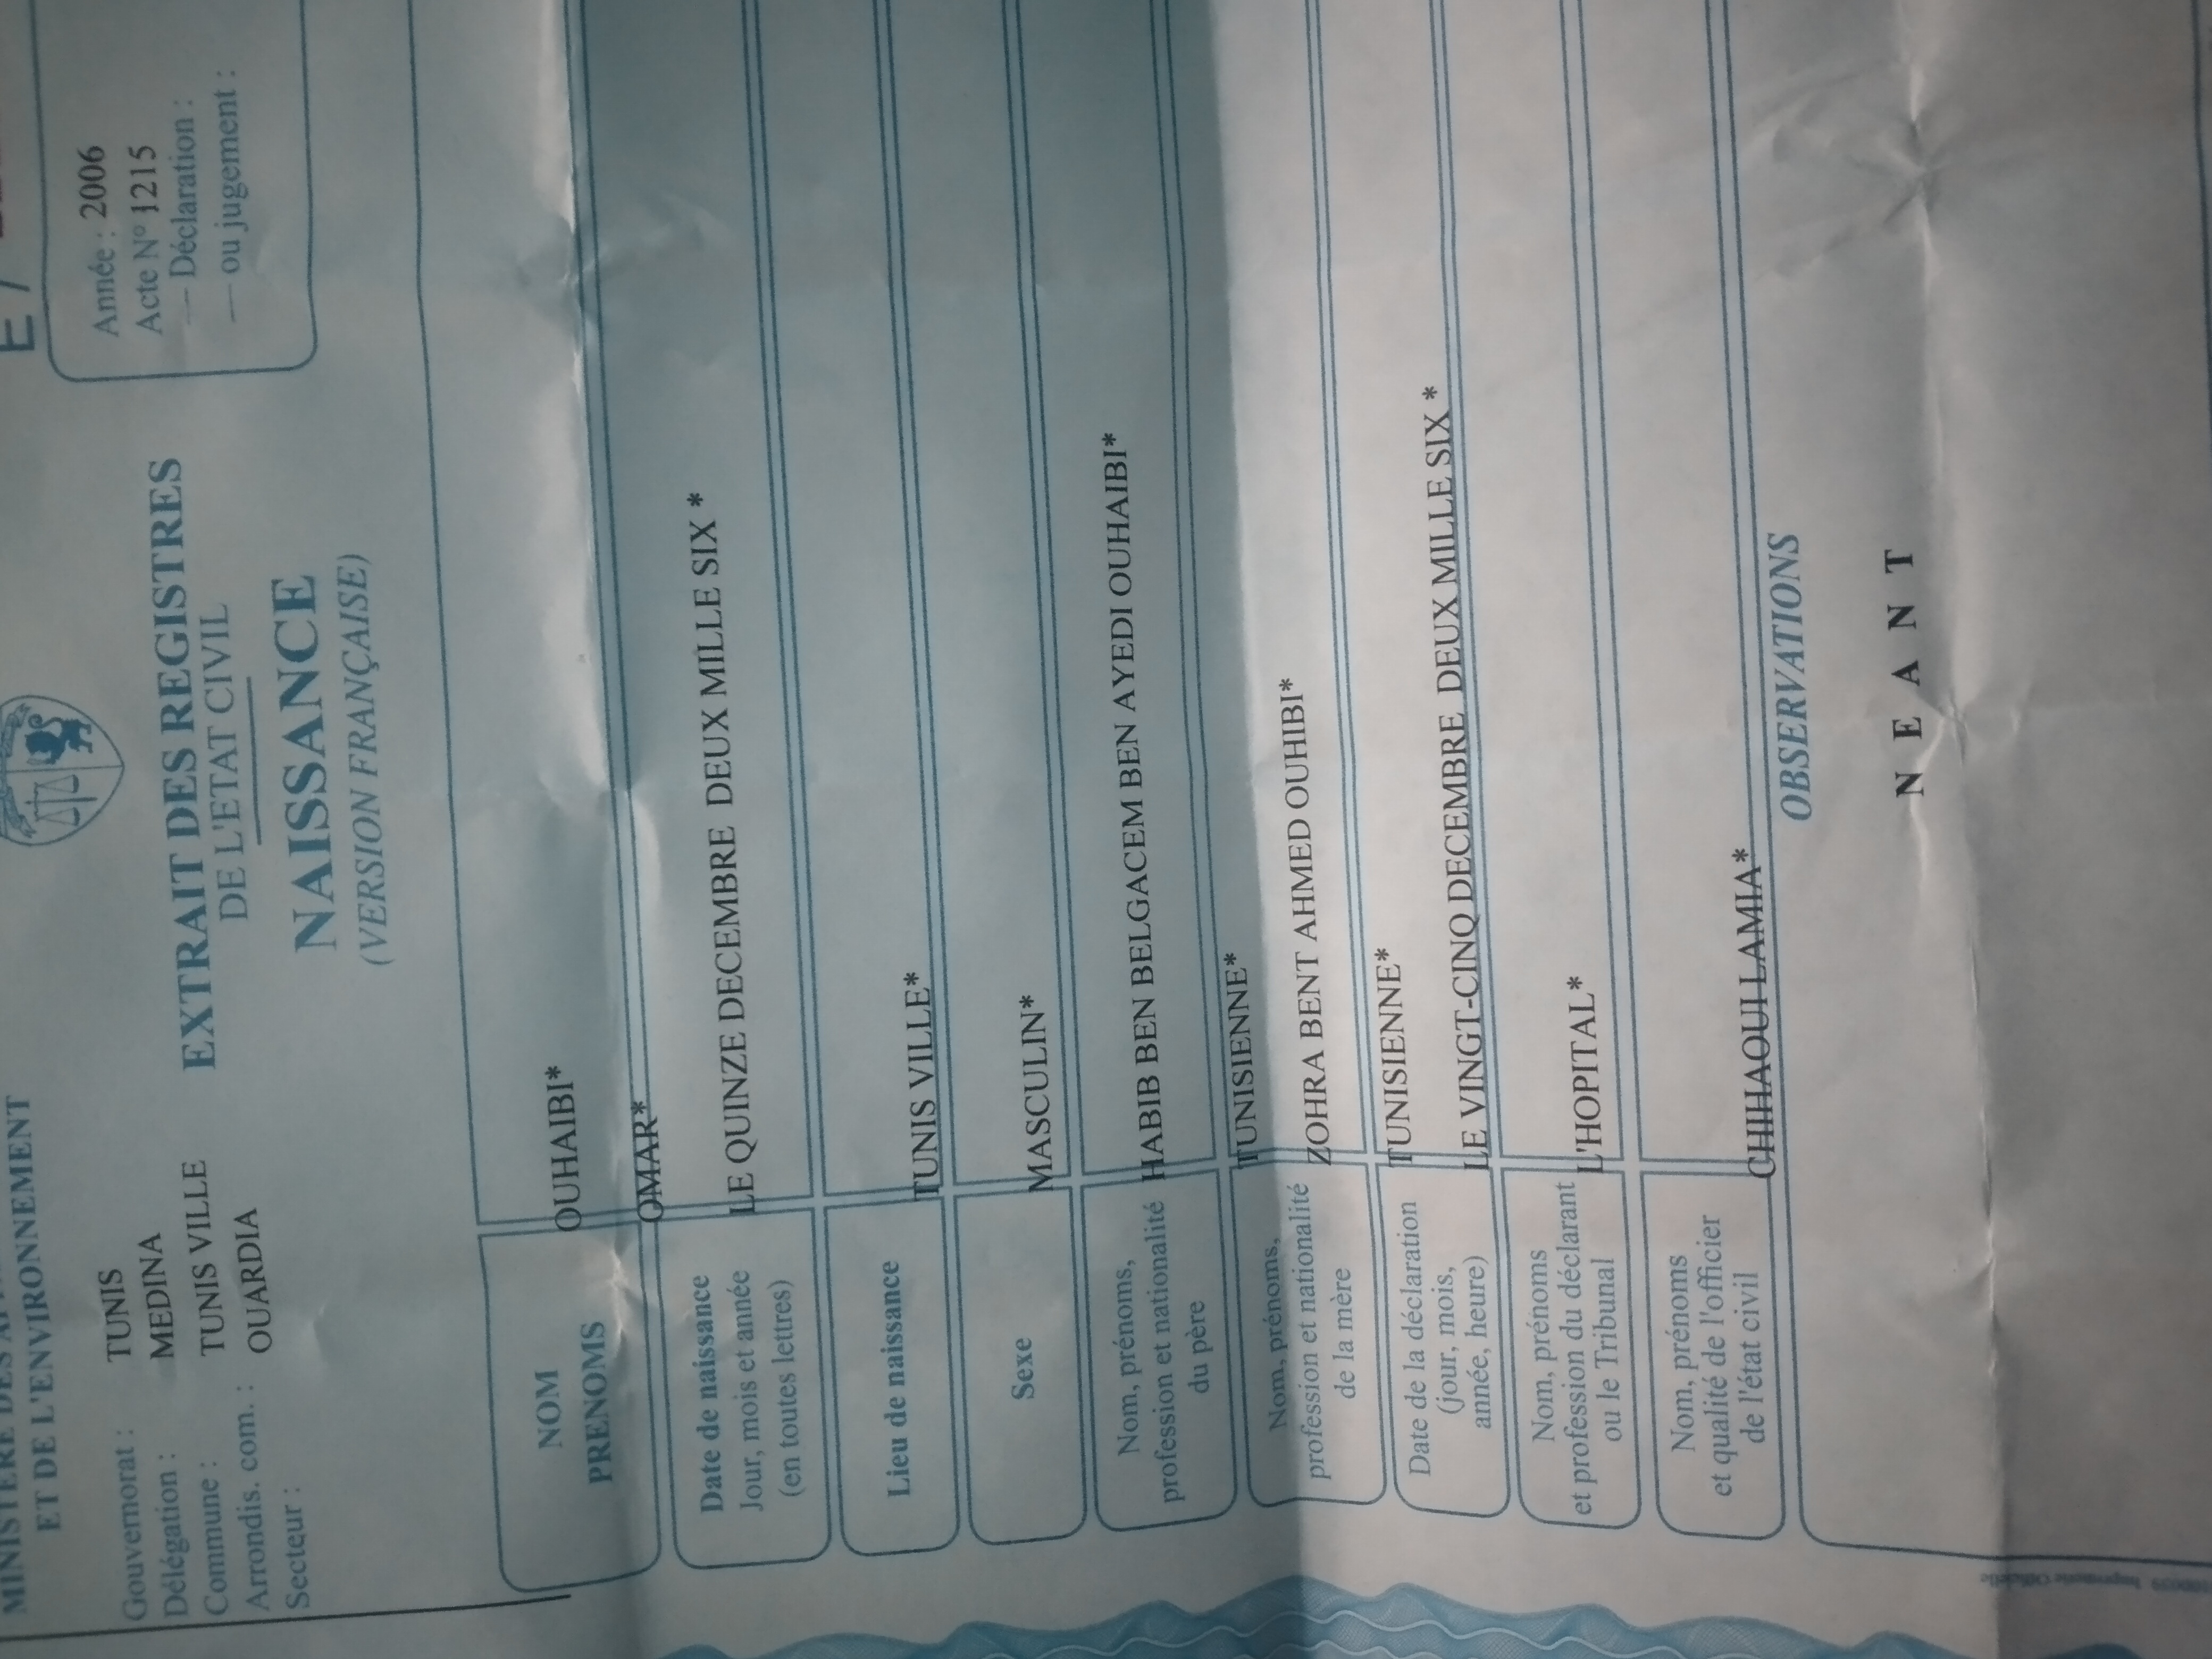 ET DE L'ENVIRONNEMENT
Gouvernorat : TUNIS
Délégation : MEDINA
Commune : TUNIS VILLE
Arrondis. com. : OUARDIA
Secteur :
EXTRAIT DES REGISTRES
DE L'ETAT CIVIL
NAISSANCE
(VERSION FRANÇAISE)
Année : 2006
Acte N° 1215
— Déclaration :
— ou jugement :
NOM OUHAIBI*
PRENOMS OMAR*
Date de naissance LE QUINZE DECEMBRE DEUX MILLE SIX *
Jour, mois et année
(en toutes lettres)
Lieu de naissance TUNIS VILLE*
Sexe MASCULIN*
Nom, prénoms, HABIB BEN BELGACEM BEN AYEDI OUHAIBI*
profession et nationalité
du père TUNISIENNE*
Nom, prénoms,
profession et nationalité ZOHRA BENT AHMED OUHIBI*
de la mère TUNISIENNE*
Date de la déclaration
(jour, mois,
année, heure) LE VINGT-CINQ DECEMBRE DEUX MILLE SIX *
Nom, prénoms
et profession du déclarant L'HOPITAL*
ou le Tribunal
Nom, prénoms
et qualité de l'officier
de l'état civil CHIHAOUI LAMIA*
OBSERVATIONS
N E A N T